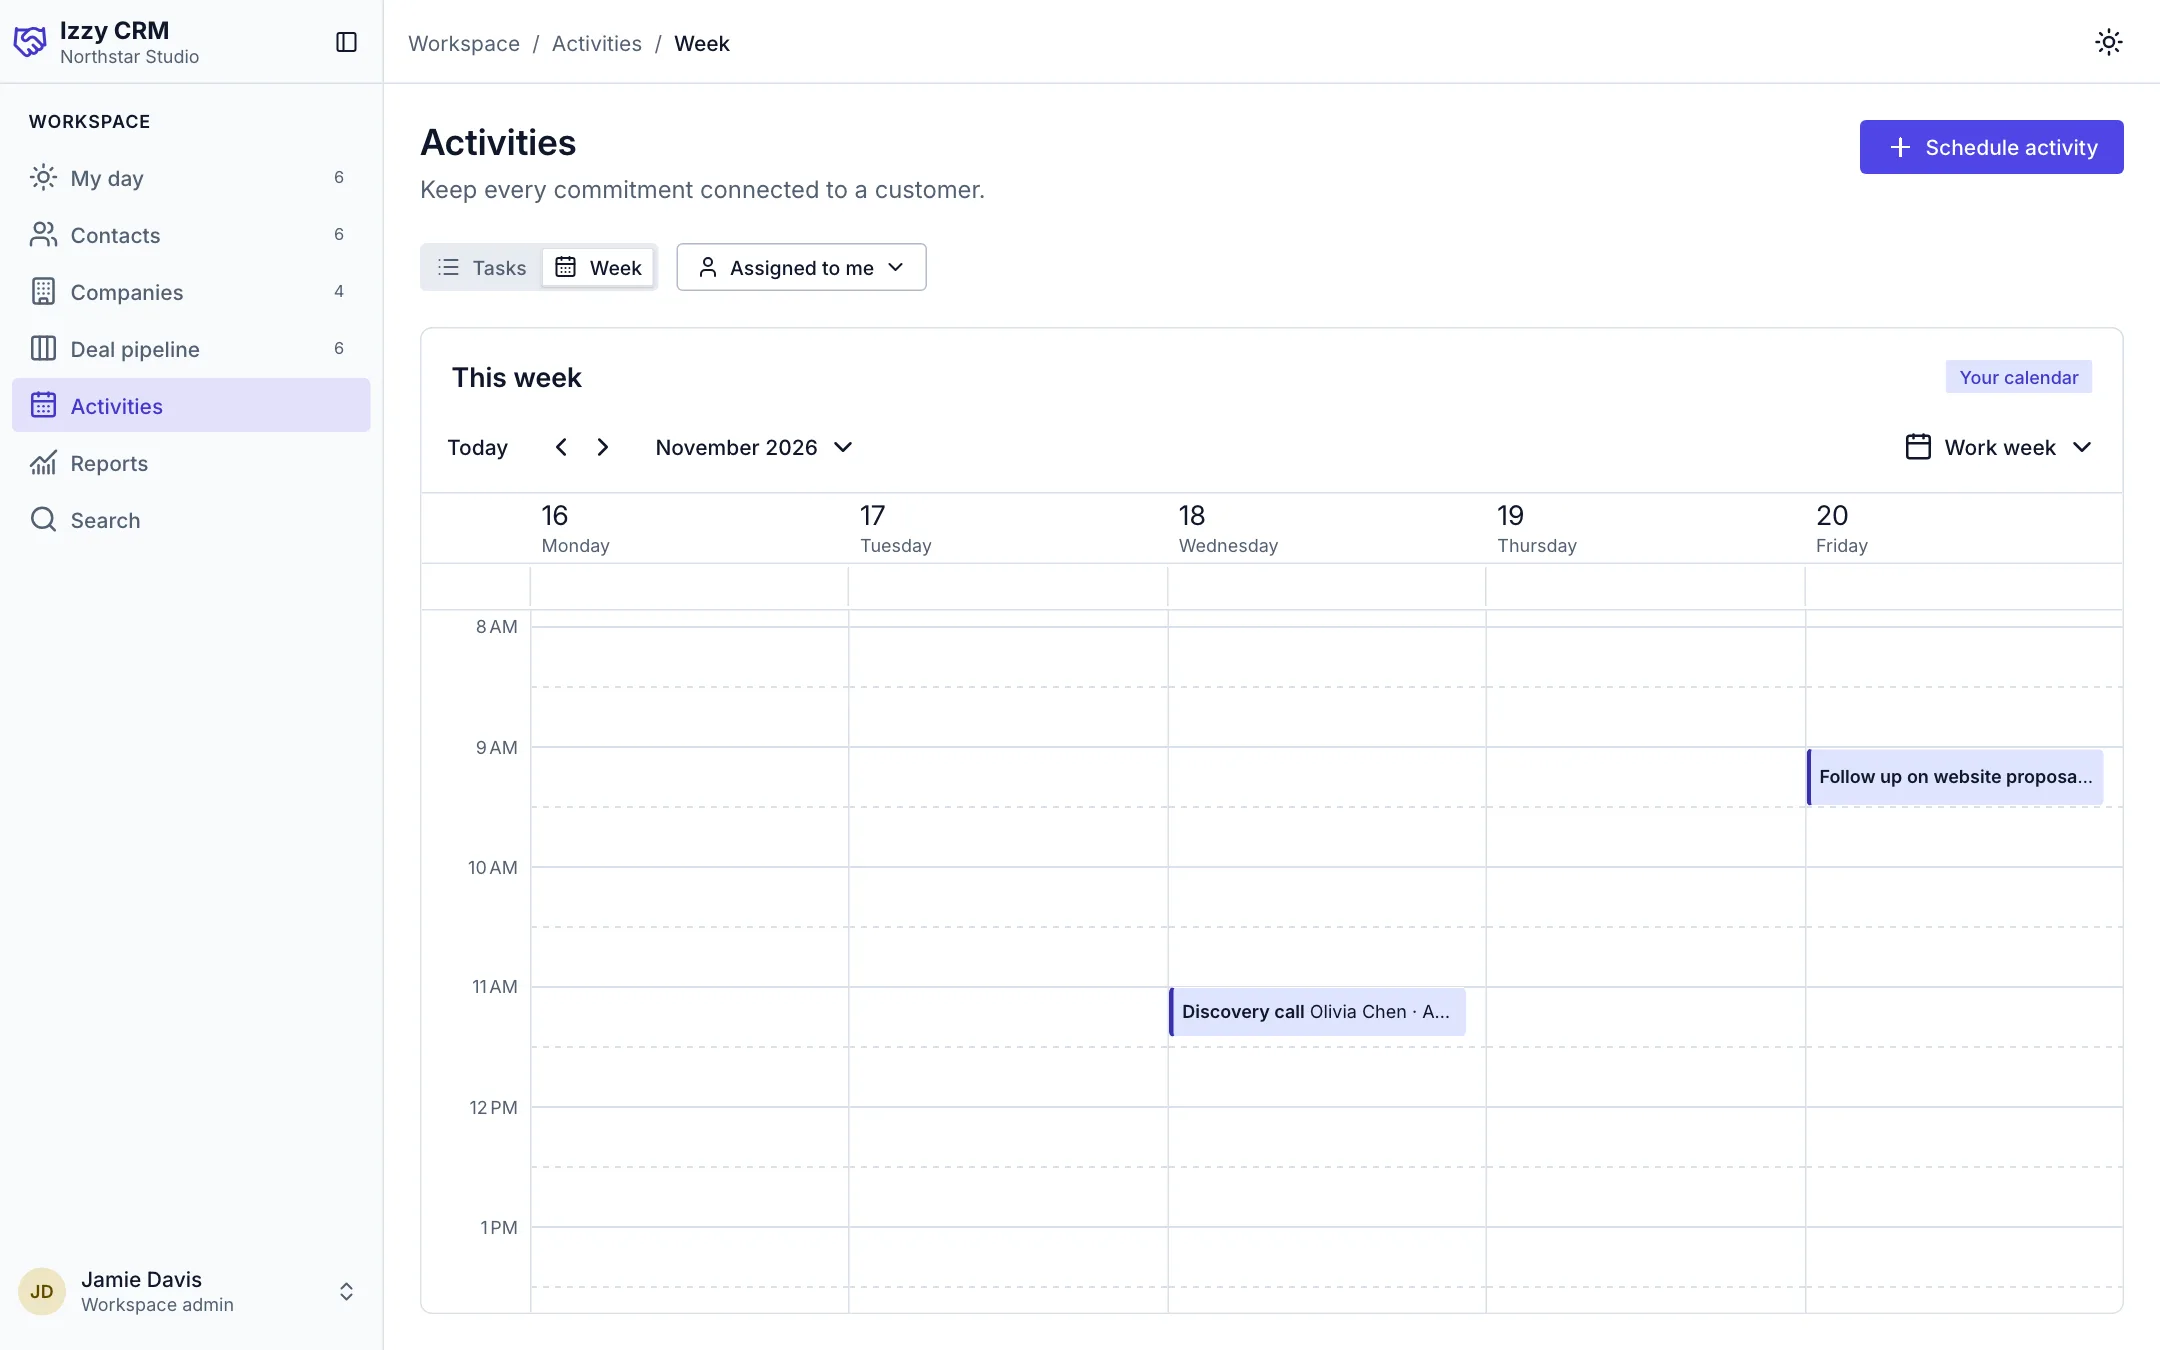 Izzy CRM
Northstar Studio
Workspace / Activities / Week
WORKSPACE
My day 6
Contacts 6
Companies 4
Deal pipeline 6
Activities
Reports
Search
Jamie Davis
JD
Workspace admin
Activities
Schedule activity
Keep every commitment connected to a customer.
Tasks Week Assigned to me
This week Your calendar
Today November 2026 Work week
16 17 18 19 20
Monday Tuesday Wednesday Thursday Friday
8 AM
9 AM
Follow up on website proposa...
10 AM
11 AM
Discovery call Olivia Chen · A...
12 PM
1 PM